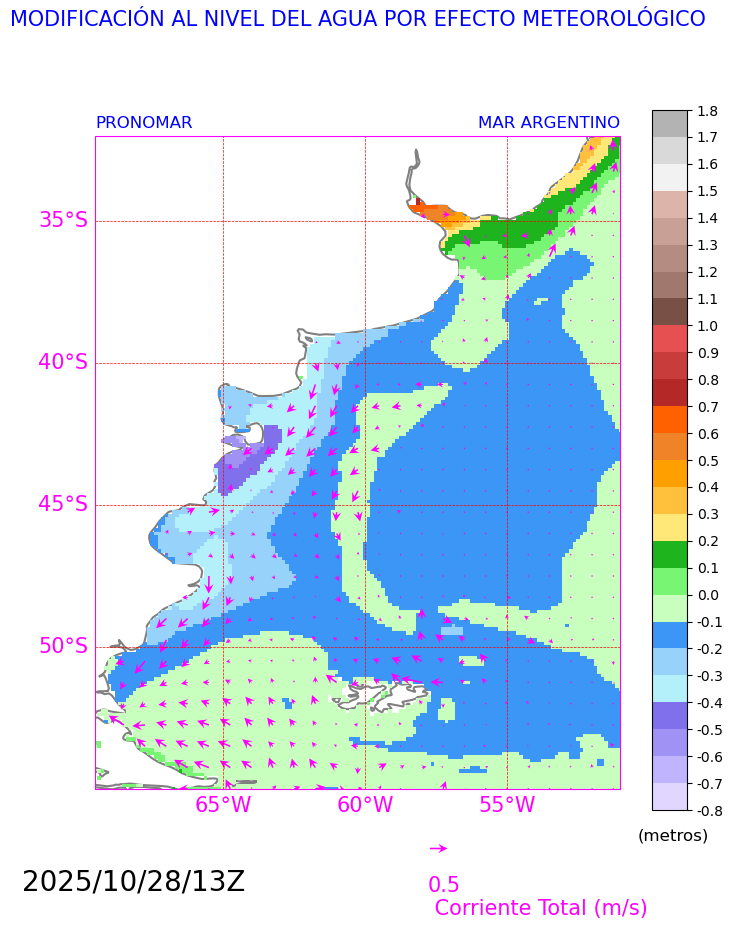 MODIFICACIÓN AL NIVEL DEL AGUA POR EFECTO METEOROLÓGICO
PRONOMAR MAR ARGENTINO
35°S
40°S
45°S
50°S
65°W 60°W 55°W
1.8
1.7
1.6
1.5
1.4
1.3
1.2
1.1
1.0
0.9
0.8
0.7
0.6
0.5
0.4
0.3
0.2
0.1
0.0
-0.1
-0.2
-0.3
-0.4
-0.5
-0.6
-0.7
-0.8
(metros)
2025/10/28/13Z
0.5
Corriente Total (m/s)